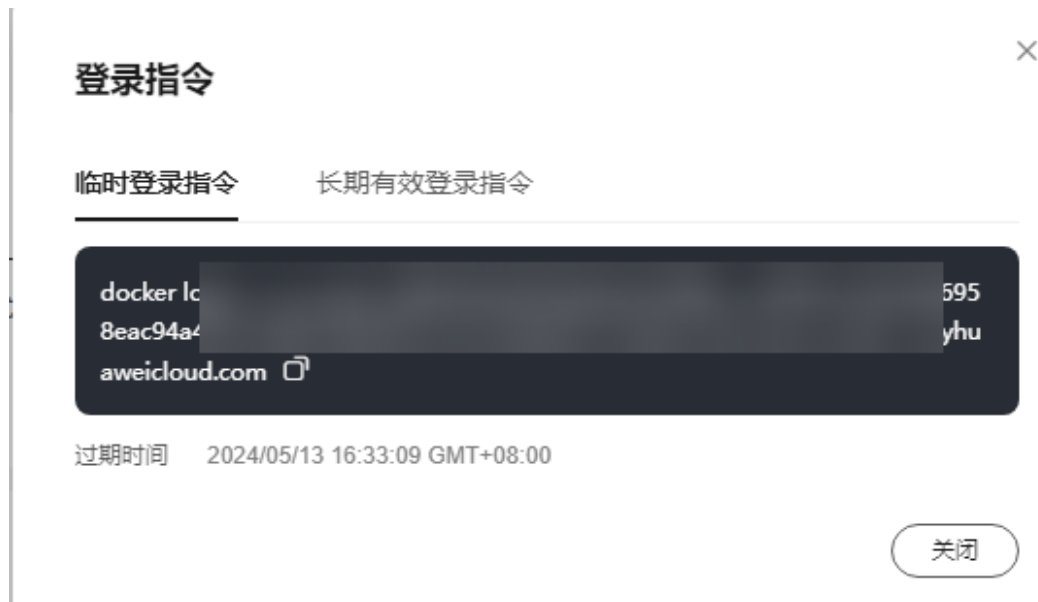 登录指令
临时登录指令 长期有效登录指令
docker 695
8eac94a4 yhu
aweicloud.com
过期时间 2024/05/13 16:33:09 GMT+08:00
关闭